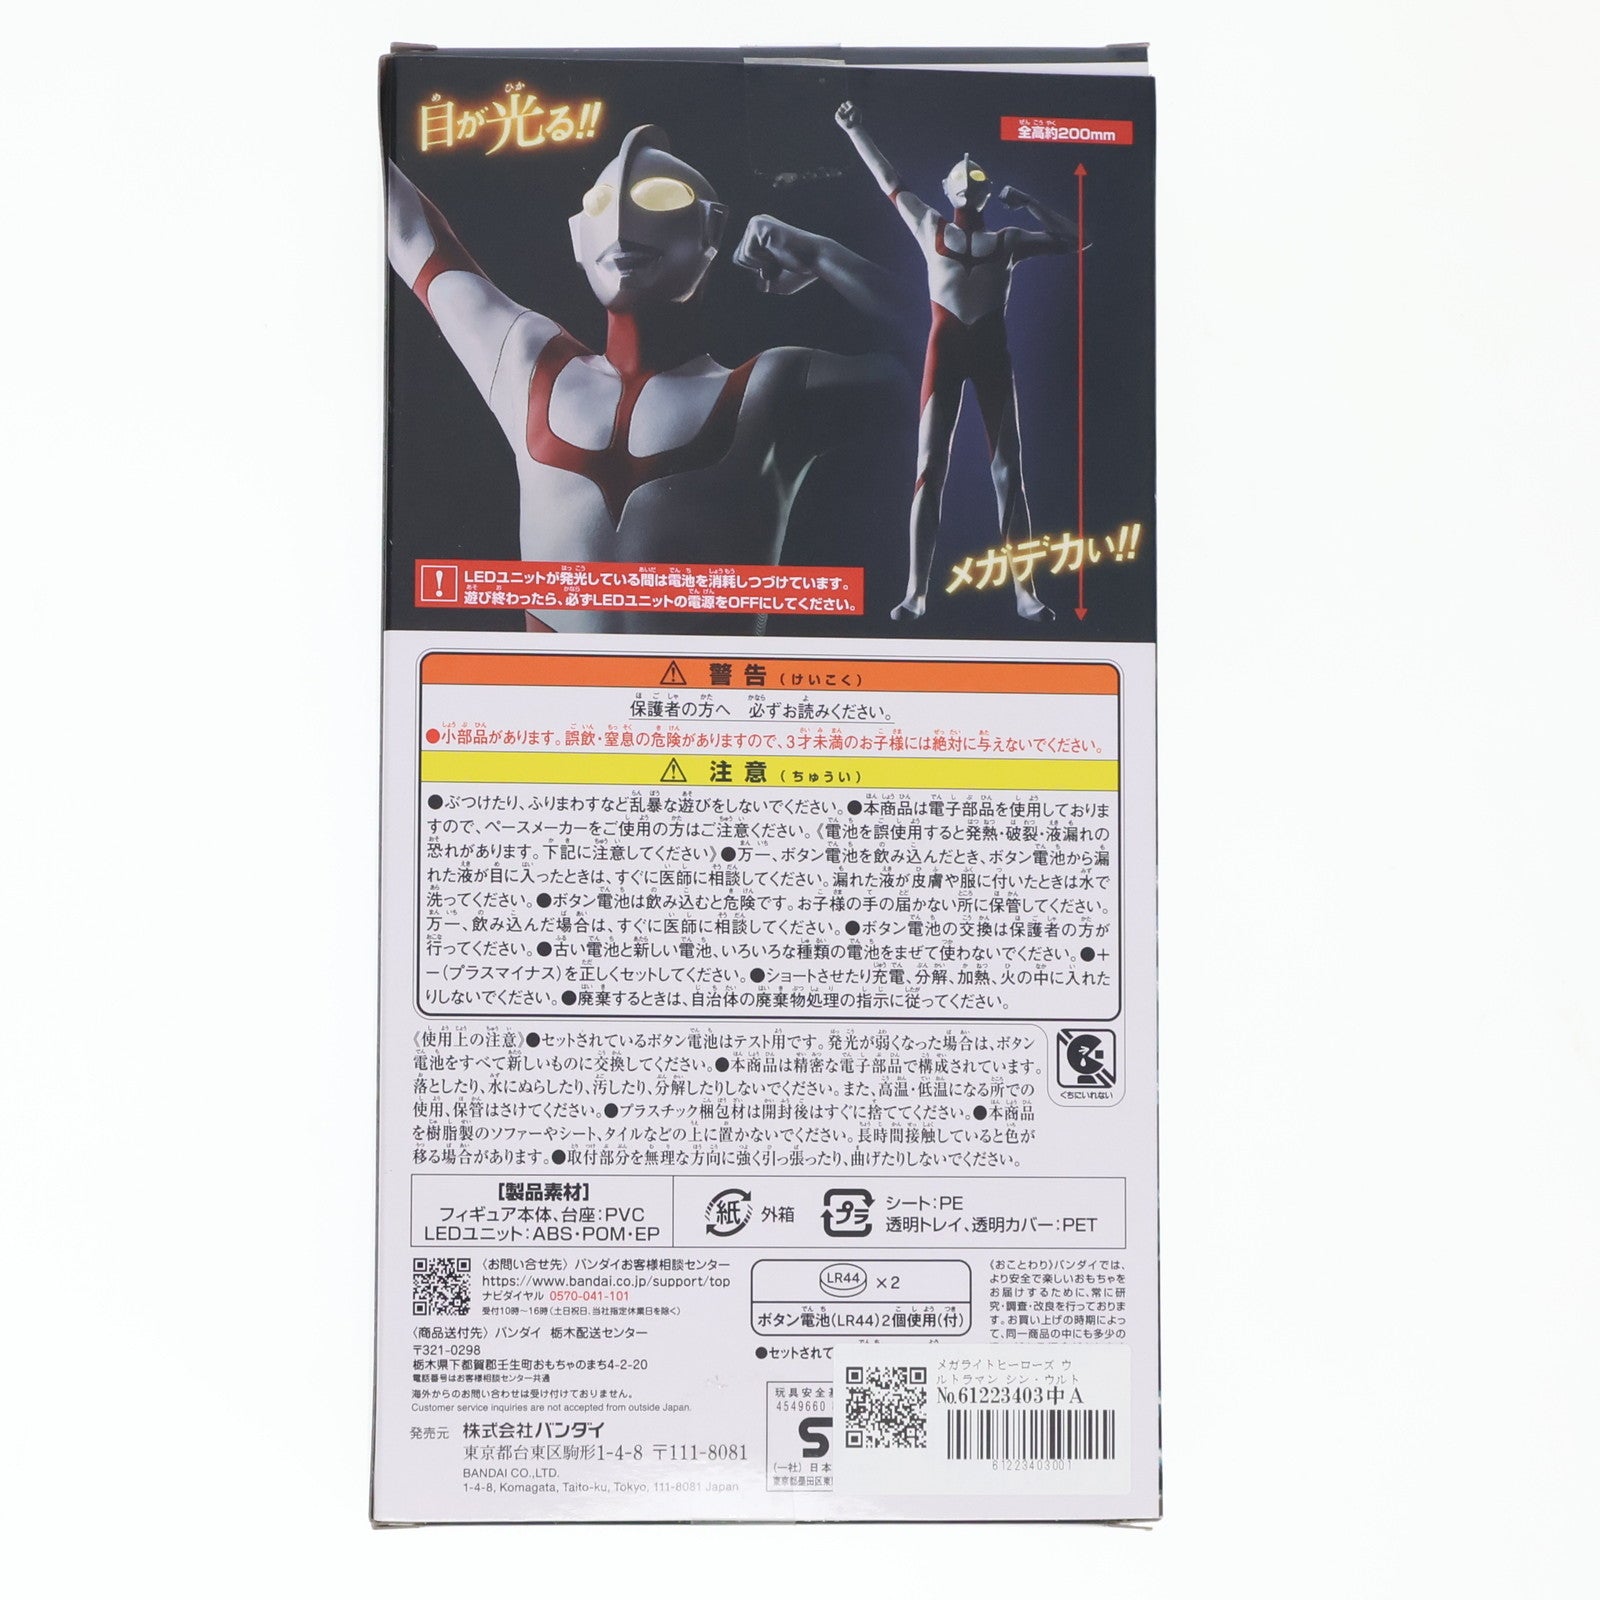 目が光る!!
全高約200mm
メガデカい!!
LEDユニットが発光している間は電池を消耗しつづけています。
遊び終わったら、必ずLEDユニットの電源をOFFにしてください。
警告(けいこく)
保護者の方へ 必ずお読みください。
●小部品があります。誤飲・窒息の危険がありますので、3才未満のお子様には絶対に与えないでください。
注意(ちゅうい)
●ぶつけたり、ふりまわすなど乱暴な遊びをしないでください。●本商品は電子部品を使用しておりま
すので、ペースメーカーをご使用の方はご注意ください。《電池を誤使用すると発熱・破裂・液漏れの
恐れがあります。下記に注意してください》●万一、ボタン電池を飲み込んだとき、ボタン電池から漏
れた液が目に入ったときは、すぐに医師に相談してください。漏れた液が皮膚や服に付いたときは水で
洗ってください。●ボタン電池は飲み込むと危険です。お子様の手の届かない所に保管してください。
万一、飲み込んだ場合は、すぐに医師に相談してください。●ボタン電池の交換は保護者の方が
行ってください。●古い電池と新しい電池、いろいろな種類の電池をまぜて使わないでください。●+
-(プラスマイナス)を正しくセットしてください。●ショートさせたり充電、分解、加熱、火の中に入れた
りしないでください。●廃棄するときは、自治体の廃棄物処理の指示に従ってください。
《使用上の注意》●セットされているボタン電池はテスト用です。発光が弱くなった場合は、ボタン
電池をすべて新しいものに交換してください。●本商品は精密な電子部品で構成されています。
落としたり、水にぬらしたり、汚したり、分解したりしないでください。また、高温・低温になる所での
使用、保管はさけてください。●プラスチック梱包材は開封後はすぐに捨ててください。●本商品
を樹脂製のソファーやシート、タイルなどの上に置かないでください。長時間接触していると色が
移る場合があります。●取付部分を無理な方向に強く引っ張ったり、曲げたりしないでください。
くちにいれない
[製品素材]
フィギュア本体、台座:PVC
LEDユニット:ABS・POM・EP
紙 外箱
プラ シート:PE
透明トレイ、透明カバー:PET
〈お問い合せ先〉バンダイお客様相談センター
https://www.bandai.co.jp/support/top
ナビダイヤル 0570-041-101
受付10時～16時(土日祝日、当社指定休業日を除く)
〈商品送付先〉バンダイ 栃木配送センター
〒321-0298
栃木県下都賀郡壬生町おもちゃのまち4-2-20
電話番号はお客様相談センター共通
海外からのお問い合わせは受け付けておりません。
Customer service inquiries are not accepted from outside Japan.
発売元 株式会社バンダイ
東京都台東区駒形1-4-8 〒111-8081
BANDAI CO.,LTD.
1-4-8, Komagata, Taito-ku, Tokyo, 111-8081 Japan
LR44 ×2
ボタン電池(LR44)2個使用(付)
●セットされて
《おことわり》バンダイでは、
より安全で楽しいおもちゃを
お届けするために、常に研
究・調査・改良を行っております。
お買い上げの時期によっ
て、同一商品の中にも多少の
玩具安全基
4549660
S
(一社)日本
東京都墨田区東
メガライトヒーローズ ウ
ルトラマン シン・ウルト
No.61223403中A
61223403001